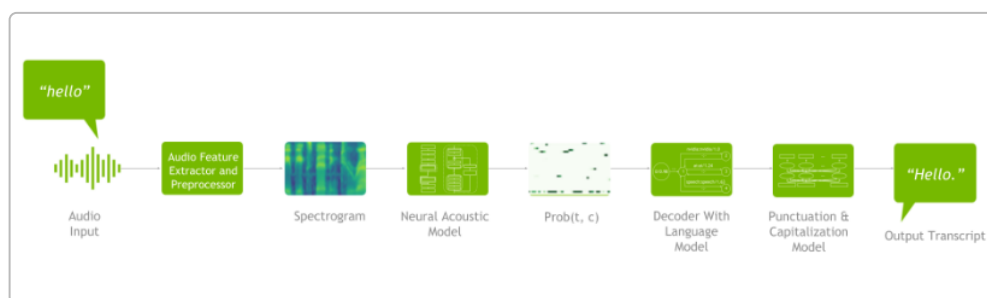 “hello”
Audio Feature
Extractor and
Preprocessor
“Hello.”
Audio
Input
Spectrogram
Neural Acoustic
Model
Prob(t, c)
Decoder With
Language
Model
Punctuation &
Capitalization
Model
Output Transcript